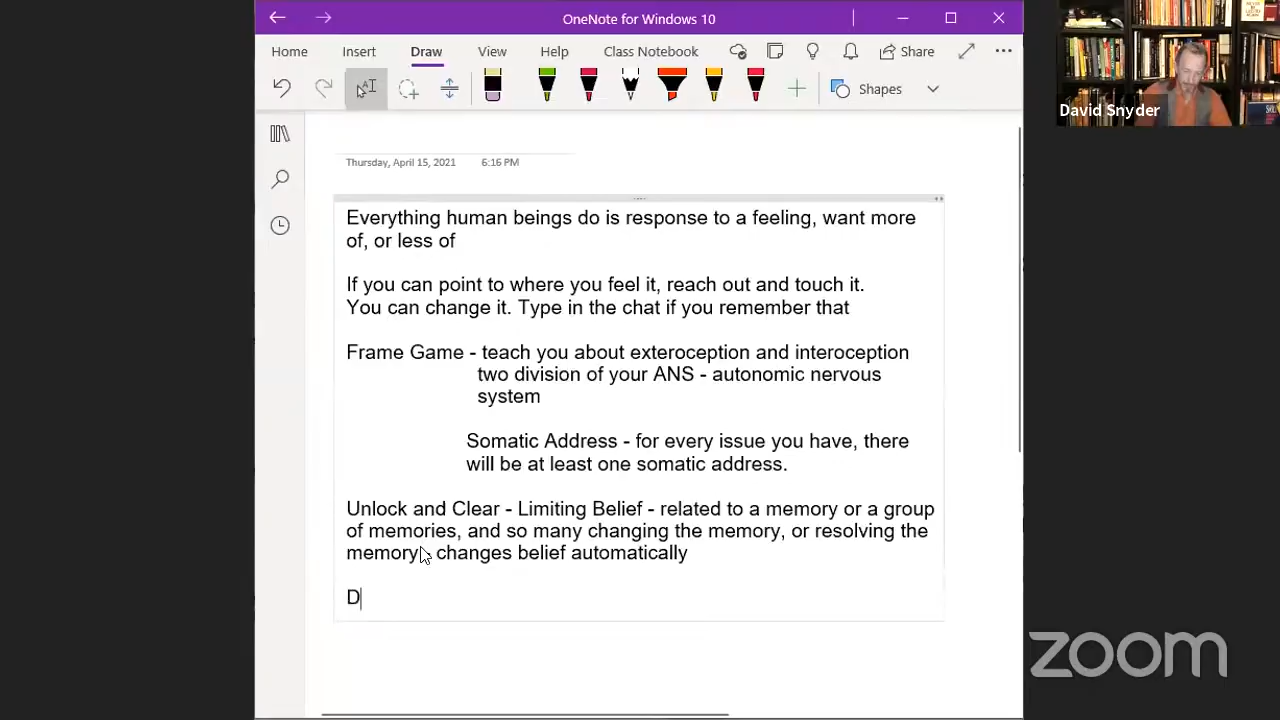 OneNote for Windows 10
Home Insert Draw View Help Class Notebook Share
Shapes
David Snyder
Thursday, April 15, 2021 6:16 PM
Everything human beings do is response to a feeling, want more
of, or less of
If you can point to where you feel it, reach out and touch it.
You can change it. Type in the chat if you remember that
Frame Game - teach you about exteroception and interoception
two division of your ANS - autonomic nervous
system
Somatic Address - for every issue you have, there
will be at least one somatic address.
Unlock and Clear - Limiting Belief - related to a memory or a group
of memories, and so many changing the memory, or resolving the
memory, changes belief automatically
D
zoom